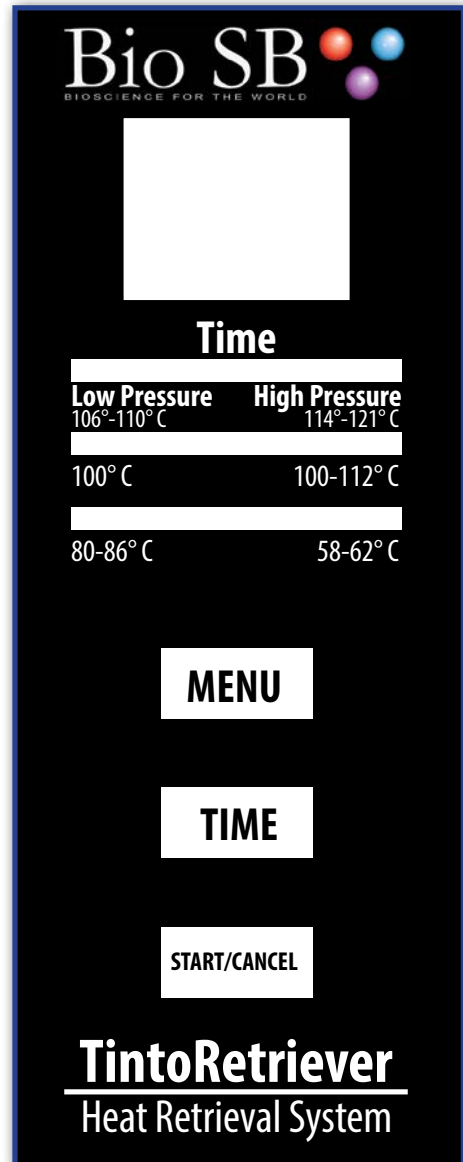 Bio SB
BIOSCIENCE FOR THE WORLD
Time
Low Pressure High Pressure
106°-110° C 114°-121° C
100° C 100-112° C
80-86° C 58-62° C
MENU
TIME
START/CANCEL
TintoRetriever
Heat Retrieval System